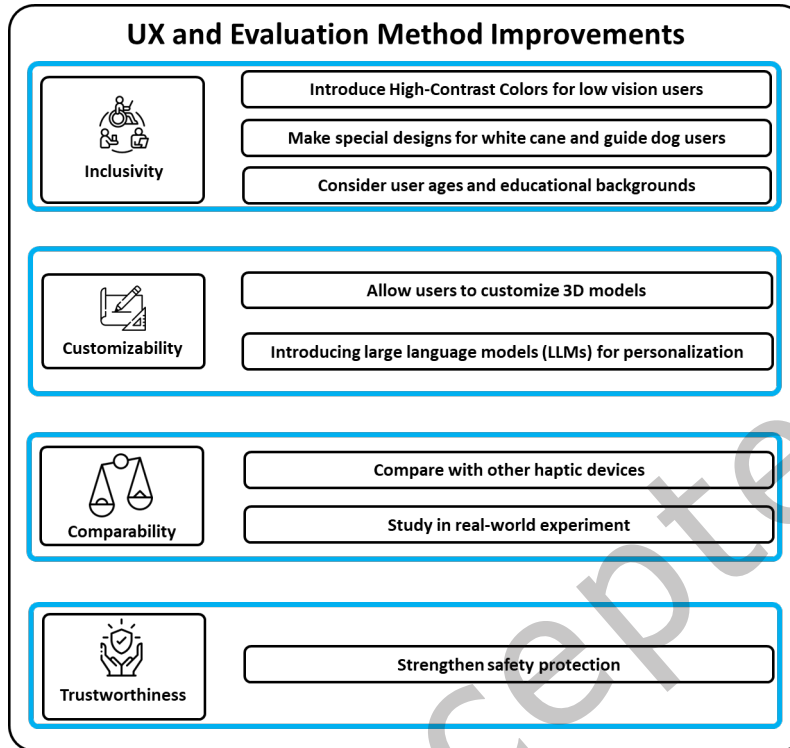 UX and Evaluation Method Improvements
Inclusivity
Introduce High-Contrast Colors for low vision users
Make special designs for white cane and guide dog users
Consider user ages and educational backgrounds
Customizability
Allow users to customize 3D models
Introducing large language models (LLMs) for personalization
Comparability
Compare with other haptic devices
Study in real-world experiment
Trustworthiness
Strengthen safety protection